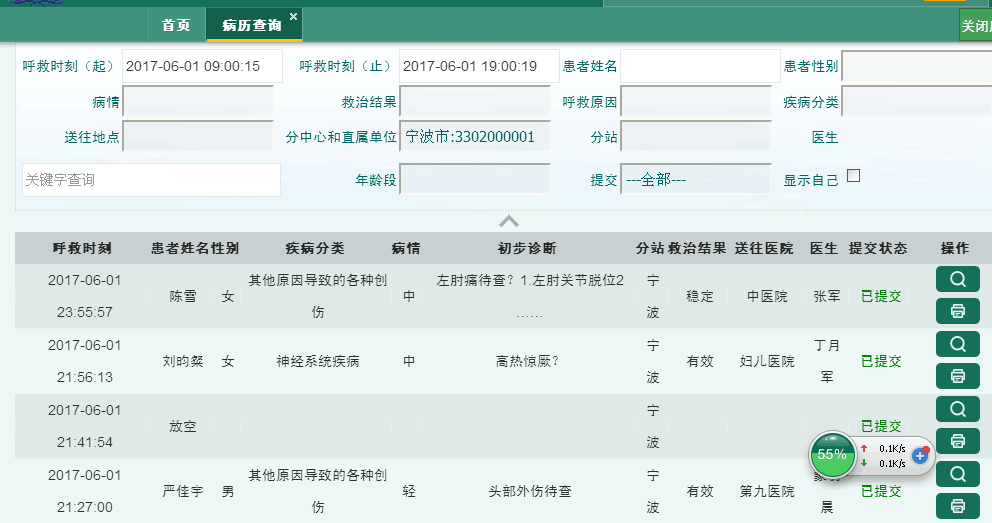 首页 病历查询 × 关闭
呼救时刻（起） 2017-06-01 09:00:15 呼救时刻（止） 2017-06-01 19:00:19 患者姓名 患者性别
病情 救治结果 呼救原因 疾病分类
送往地点 分中心和直属单位 宁波市:3302000001 分站 医生
关键字查询 年龄段 提交 ---全部--- 显示自己
呼救时刻 患者姓名 性别 疾病分类 病情 初步诊断 分站 救治结果 送往医院 医生 提交状态 操作
2017-06-01 其他原因导致的各种创 左肘痛待查？1.左肘关节脱位2 宁
陈雪 女 中 稳定 中医院 张军 已提交
23:55:57 伤 …… 波
2017-06-01 宁 丁月
刘昀粲 女 神经系统疾病 中 高热惊厥？ 有效 妇儿医院 已提交
21:56:13 波 军
2017-06-01 宁
放空 已提交
21:41:54 波
55% 0.1K/s
0.1K/s
2017-06-01 其他原因导致的各种创 宁
严佳宇 男 轻 头部外伤待查 有效 第九医院 已提交
21:27:00 伤 波 晨